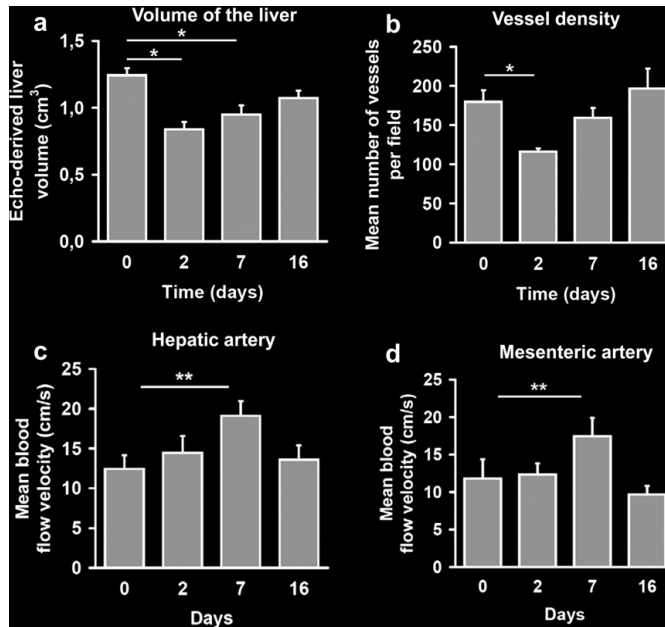 a
Volume of the liver
Echo-derived liver
volume (cm³)
1,5
1,0
0,5
0,0
*
*
0 2 7 16
Time (days)
b
Vessel density
Mean number of vessels
per field
250
200
150
100
50
0
*
0 2 7 16
Time (days)
c
Hepatic artery
Mean blood
flow velocity (cm/s)
25
20
15
10
5
0
**
0 2 7 16
Days
d
Mesenteric artery
Mean blood
flow velocity (cm/s)
25
20
15
10
5
0
**
0 2 7 16
Days